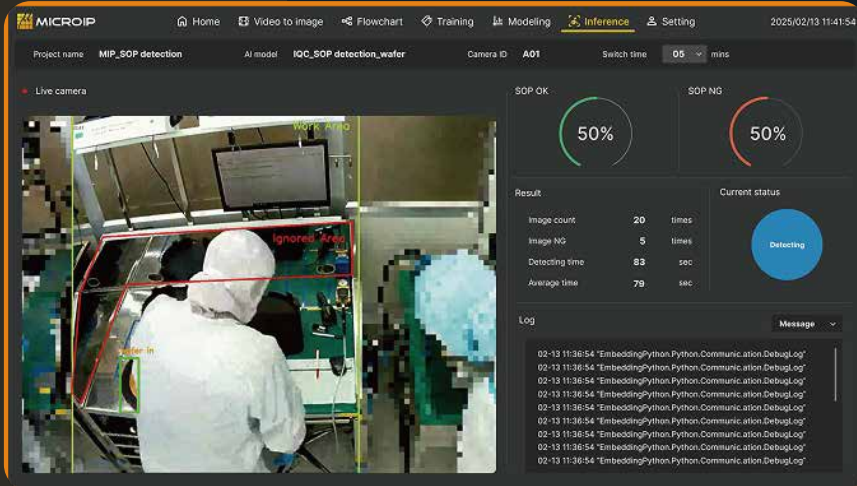 MICROIP Home Video to image Flowchart Training Modeling Inference Setting 2025/02/13 11:41:54
Project name MIP_SOP detection AI model IQC_SOP detection_wafer Camera ID A01 Switch time 05 mins
Live camera
Work Area
Ignored Area
fer in
SOP OK
50%
SOP NG
50%
Result
Image count 20 times
Image NG 5 times
Detecting time 83 sec
Average time 79 sec
Current status
Detecting
Log
Message
02-13 11:36:54 "EmbeddingPython.Python.Communic.ation.DebugLog"
02-13 11:36:54 "EmbeddingPython.Python.Communic.ation.DebugLog"
02-13 11:36:54 "EmbeddingPython.Python.Communic.ation.DebugLog"
02-13 11:36:54 "EmbeddingPython.Python.Communic.ation.DebugLog"
02-13 11:36:54 "EmbeddingPython.Python.Communic.ation.DebugLog"
02-13 11:36:54 "EmbeddingPython.Python.Communic.ation.DebugLog"
02-13 11:36:54 "EmbeddingPython.Python.Communic.ation.DebugLog"
02-13 11:36:54 "EmbeddingPython.Python.Communic.ation.DebugLog"
02-13 11:36:54 "EmbeddingPython.Python.Communic.ation.DebugLog"